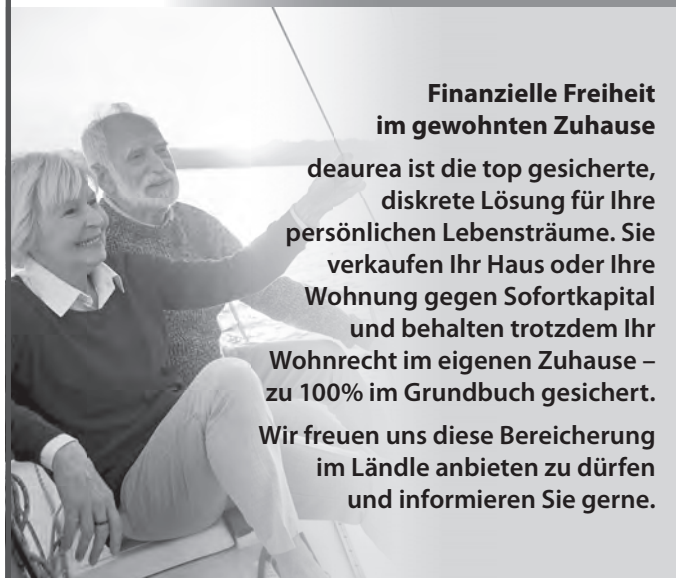 Finanzielle Freiheit
im gewohnten Zuhause
deaurea ist die top gesicherte,
diskrete Lösung für Ihre
persönlichen Lebensträume. Sie
verkaufen Ihr Haus oder Ihre
Wohnung gegen Sofortkapital
und behalten trotzdem Ihr
Wohnrecht im eigenen Zuhause –
zu 100% im Grundbuch gesichert.
Wir freuen uns diese Bereicherung
im Ländle anbieten zu dürfen
und informieren Sie gerne.